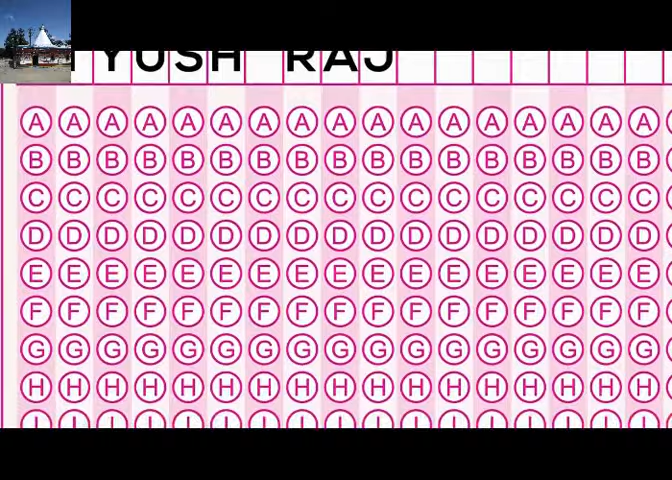 YUSH RAJ
A A A A A A A A A A A A A A A A A
B B B B B B B B B B B B B B B B B
C C C C C C C C C C C C C C C C C
D D D D D D D D D D D D D D D D D
E E E E E E E E E E E E E E E E E
F F F F F F F F F F F F F F F F F
G G G G G G G G G G G G G G G G G
H H H H H H H H H H H H H H H H H
I I I I I I I I I I I I I I I I I